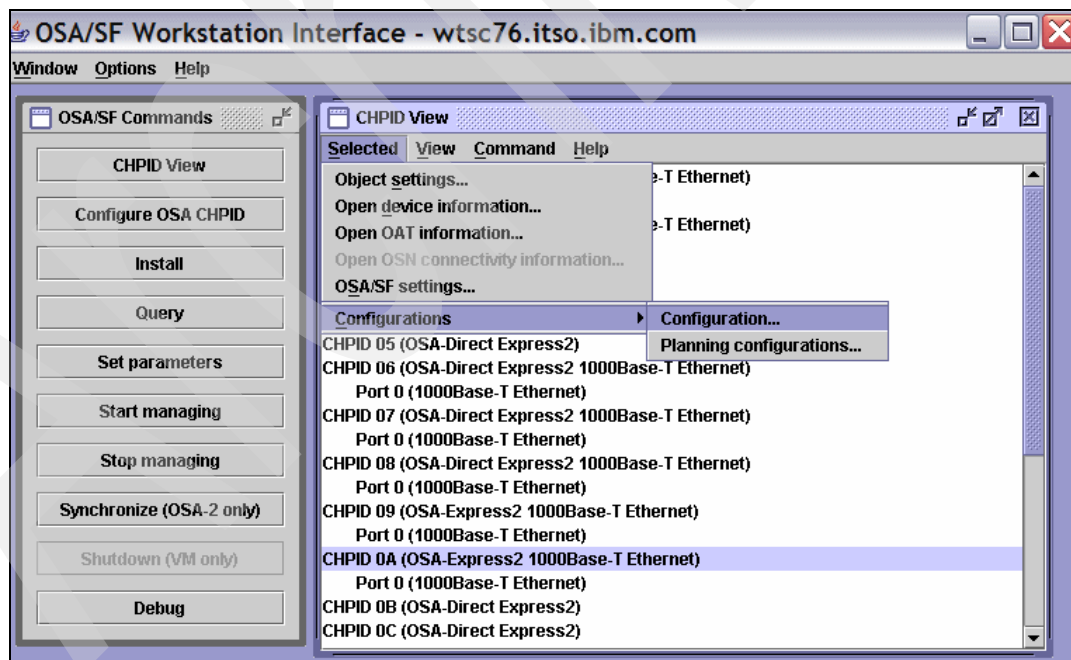 OSA/SF Workstation Interface - wtsc76.itso.ibm.com
Window Options Help
OSA/SF Commands
CHPID View
Configure OSA CHPID
Install
Query
Set parameters
Start managing
Stop managing
Synchronize (OSA-2 only)
Shutdown (VM only)
Debug
CHPID View
Selected View Command Help
Object settings...
Open device information...
Open OAT information...
Open OSN connectivity information...
OSA/SF settings...
Configurations
Configuration...
Planning configurations...
e-T Ethernet)
e-T Ethernet)
CHPID 05 (OSA-Direct Express2)
CHPID 06 (OSA-Direct Express2 1000Base-T Ethernet)
Port 0 (1000Base-T Ethernet)
CHPID 07 (OSA-Direct Express2 1000Base-T Ethernet)
Port 0 (1000Base-T Ethernet)
CHPID 08 (OSA-Direct Express2 1000Base-T Ethernet)
Port 0 (1000Base-T Ethernet)
CHPID 09 (OSA-Express2 1000Base-T Ethernet)
Port 0 (1000Base-T Ethernet)
CHPID 0A (OSA-Express2 1000Base-T Ethernet)
Port 0 (1000Base-T Ethernet)
CHPID 0B (OSA-Direct Express2)
CHPID 0C (OSA-Direct Express2)